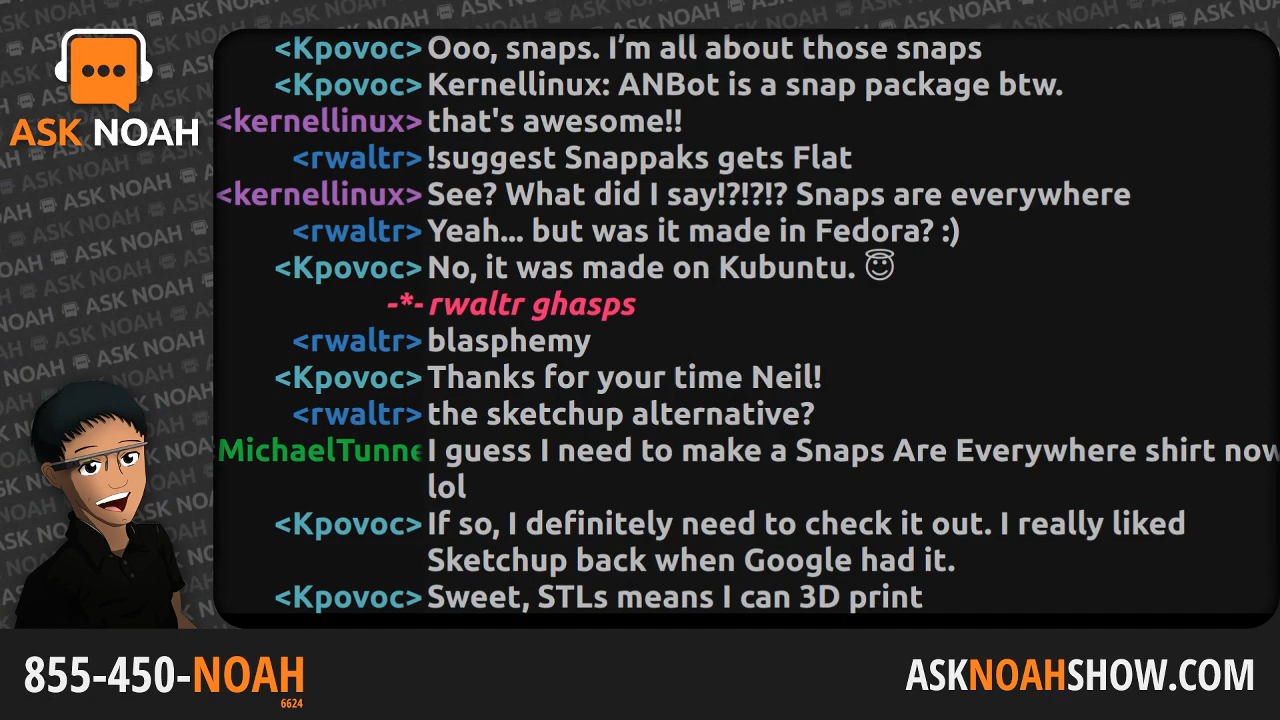 ASK NOAH
<Kpovoc> Ooo, snaps. I'm all about those snaps
<Kpovoc> Kernellinux: ANBot is a snap package btw.
<kernellinux> that's awesome!!
<rwaltr> !suggest Snappaks gets Flat
<kernellinux> See? What did I say!?!?!? Snaps are everywhere
<rwaltr> Yeah... but was it made in Fedora? :)
<Kpovoc> No, it was made on Kubuntu. 😇
-*- rwaltr ghasps
<rwaltr> blasphemy
<Kpovoc> Thanks for your time Neil!
<rwaltr> the sketchup alternative?
MichaelTunne I guess I need to make a Snaps Are Everywhere shirt now
lol
<Kpovoc> If so, I definitely need to check it out. I really liked
Sketchup back when Google had it.
<Kpovoc> Sweet, STLs means I can 3D print
855-450-NOAH
6624
ASKNOAHSHOW.COM